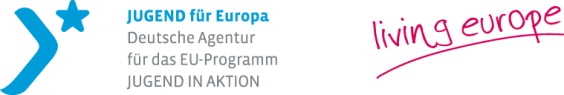 JUGEND für Europa
Deutsche Agentur
für das EU-Programm
JUGEND IN AKTION
living europe